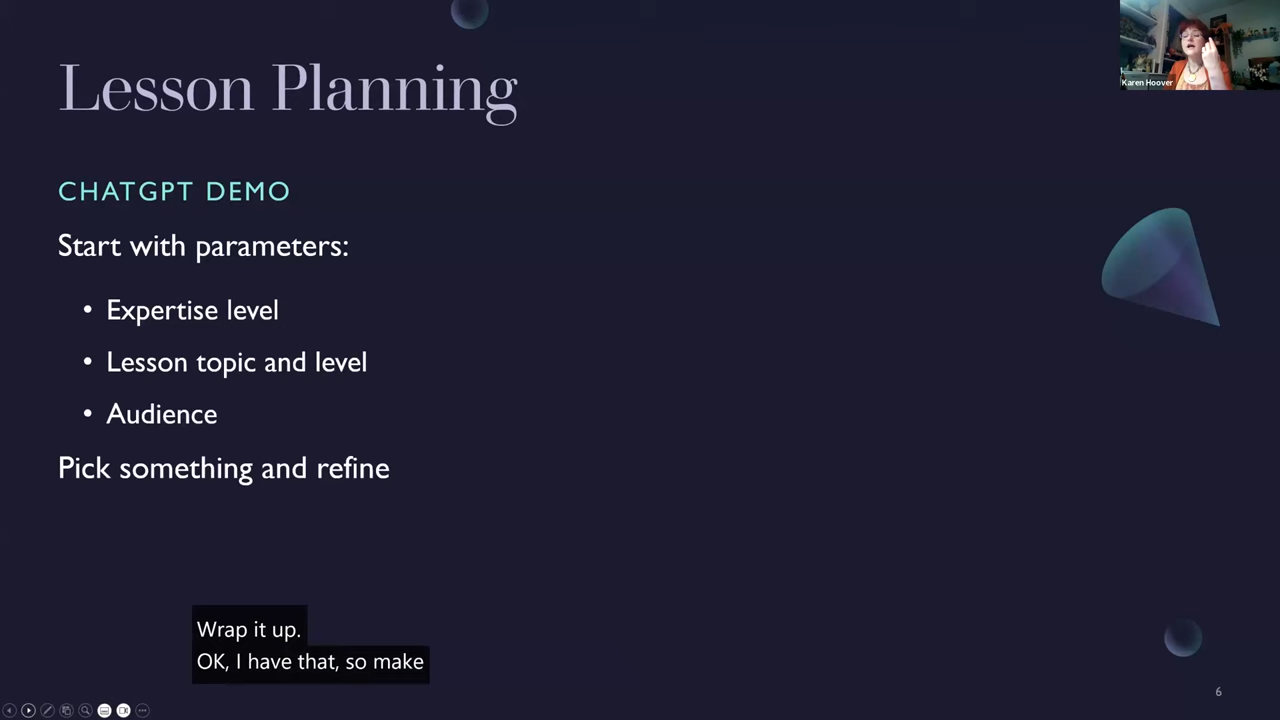 Lesson Planning
Karen Hoover
CHATGPT DEMO
Start with parameters:
• Expertise level
• Lesson topic and level
• Audience
Pick something and refine
Wrap it up.
OK, I have that, so make
6